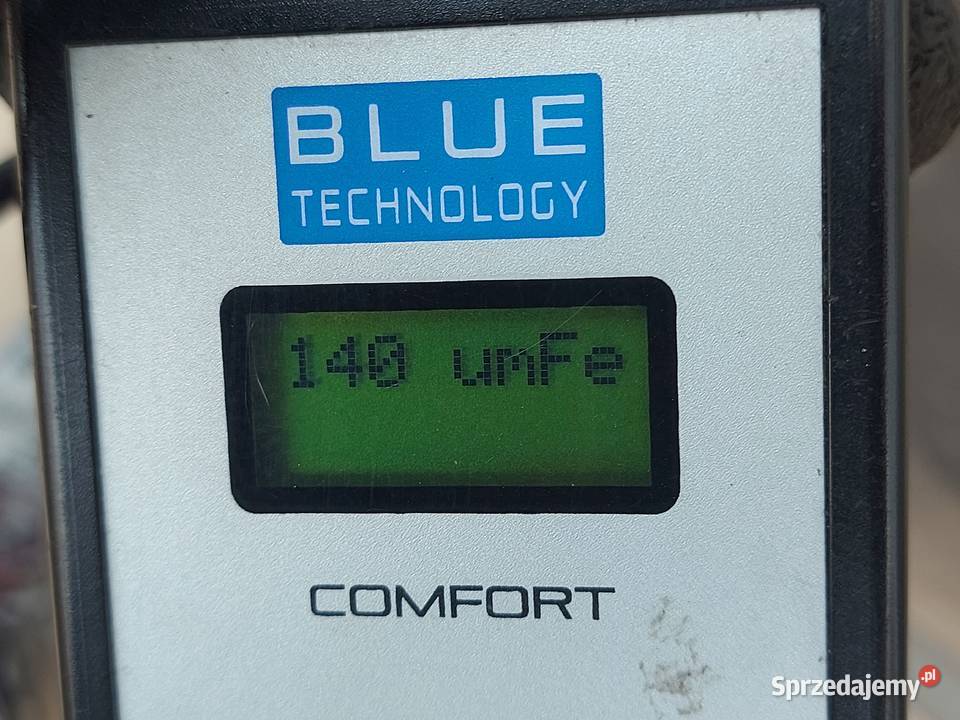 BLUE
TECHNOLOGY
140 umFe
COMFORT
Sprzedajemy.pl